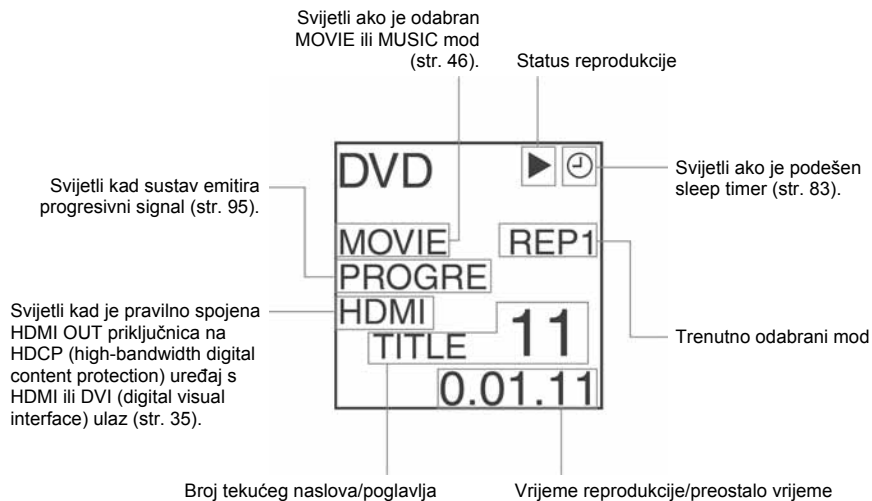 Svijetli ako je odabran
MOVIE ili MUSIC mod
(str. 46).
Status reprodukcije
Svijetli kad sustav emitira
progresivni signal (str. 95).
Svijetli kad je pravilno spojena
HDMI OUT priključnica na
HDCP (high-bandwidth digital
content protection) uređaj s
HDMI ili DVI (digital visual
interface) ulaz (str. 35).
DVD
MOVIE
REP1
PROGRE
HDMI
TITLE
11
0.01.11
Svijetli ako je podešen
sleep timer (str. 83).
Trenutno odabrani mod
Broj tekućeg naslova/poglavlja
Vrijeme reprodukcije/preostalo vrijeme